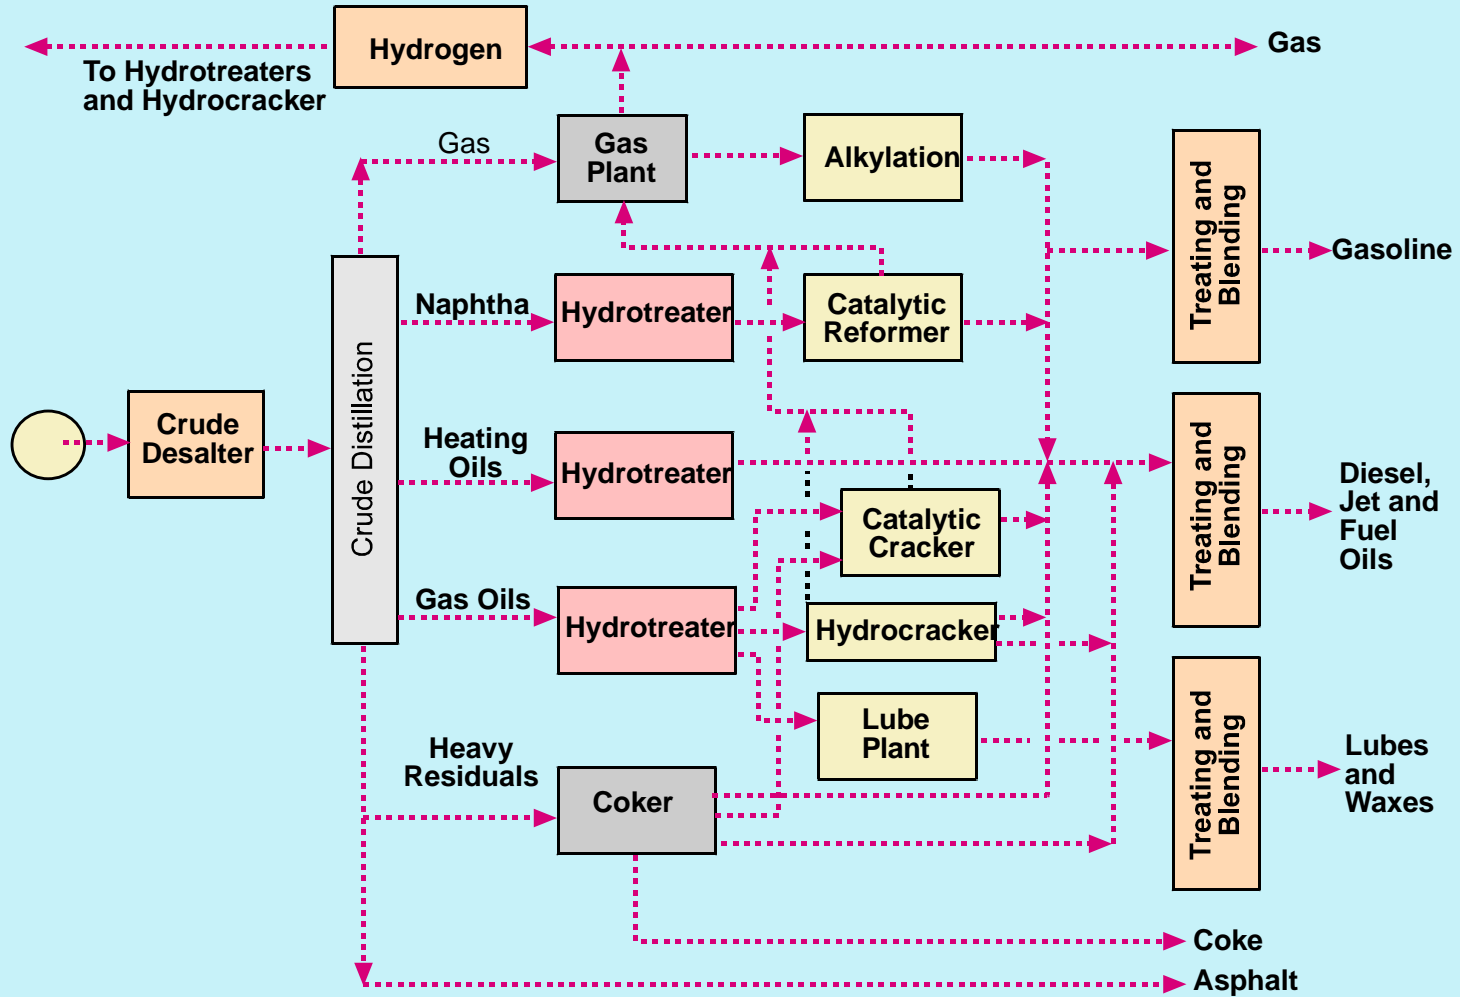 Hydrogen
Gas
To Hydrotreaters
and Hydrocracker
Gas
Gas
Plant
Alkylation
Treating and
Blending
Gasoline
Naphtha
Hydrotreater
Catalytic
Reformer
Crude
Desalter
Crude Distillation
Heating
Oils
Hydrotreater
Catalytic
Cracker
Treating and
Blending
Diesel,
Jet and
Fuel
Oils
Gas Oils
Hydrotreater
Hydrocracker
Lube
Plant
Treating and
Blending
Lubes
and
Waxes
Heavy
Residuals
Coker
Coke
Asphalt